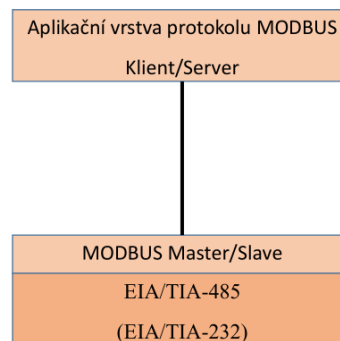 Aplikační vrstva protokolu MODBUS
Klient/Server
MODBUS Master/Slave
EIA/TIA-485
(EIA/TIA-232)